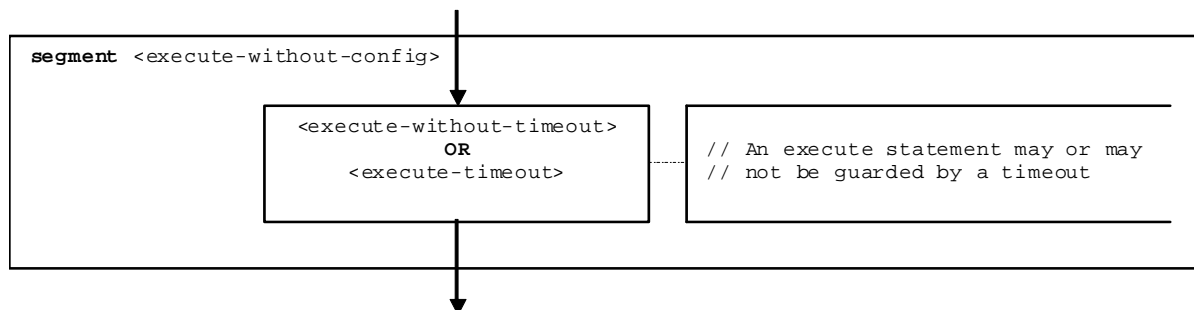 segment <execute-without-config>
<execute-without-timeout>
OR
<execute-timeout>
// An execute statement may or may
// not be guarded by a timeout